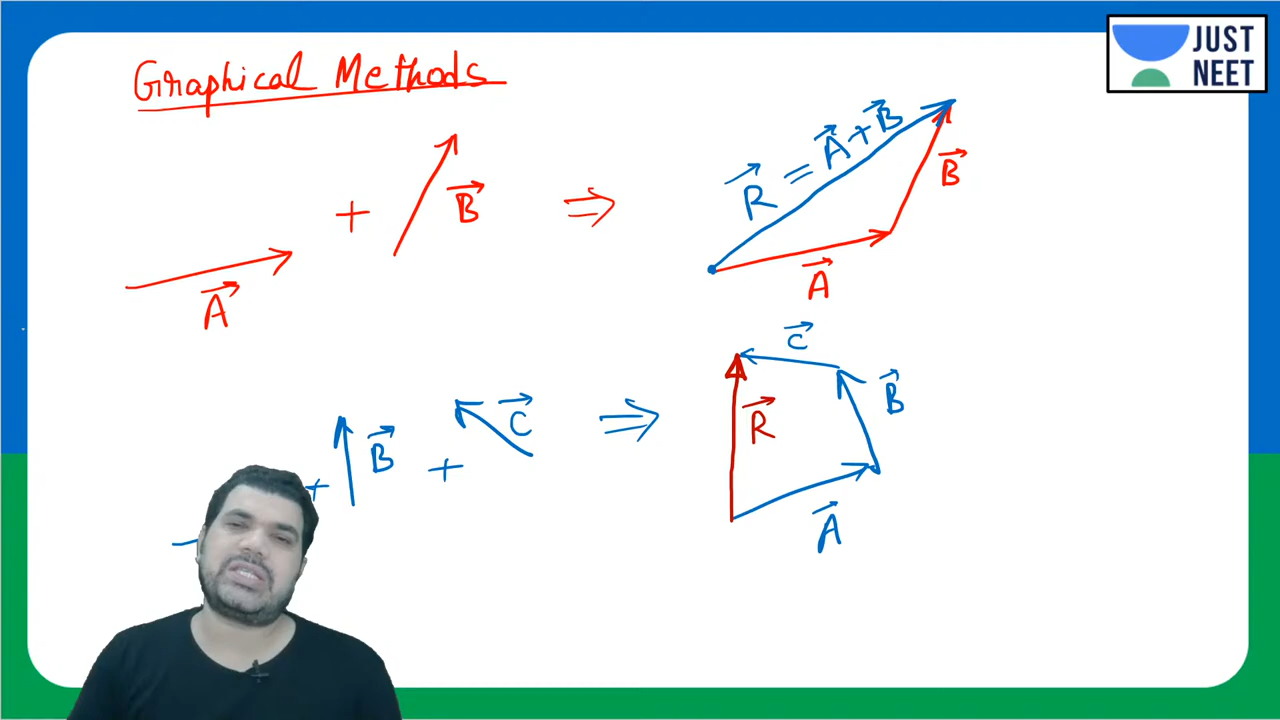 JUST
NEET
Graphical Methods
A + B ⇒ R = A + B
A
B
+ B + C ⇒ R
A
B
C